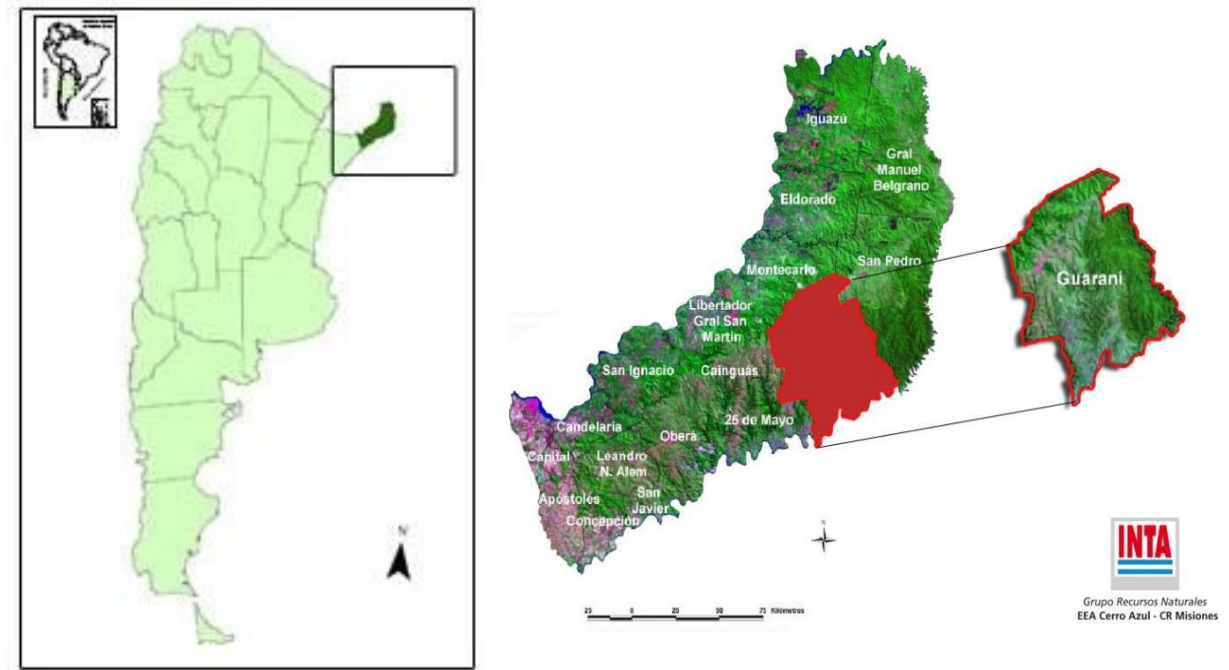 N
Iguazú
Gral
Manuel
Belgrano
Eldorado
San Pedro
Montecarlo
Guaraní
Libertador
Gral San
Martín
San Ignacio
Cainguás
25 de Mayo
Candelaria
Oberá
Capital
Leandro
N. Alem
Apóstoles
San
Javier
Concepción
N
25 0 25 50 75 Kilómetros
INTA
Grupo Recursos Naturales
EEA Cerro Azul - CR Misiones